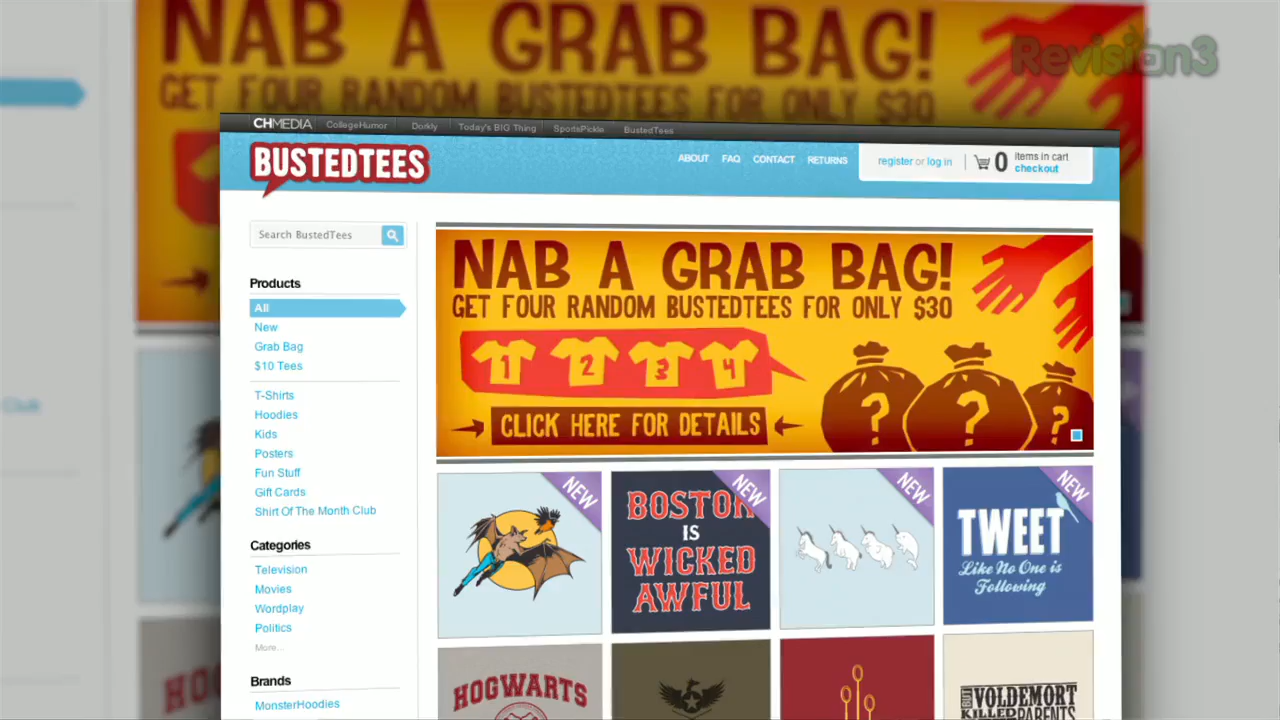 NAB A GRAB BAG!
GET FOUR RANDOM BUSTEDTEES FOR ONLY $30
Revision3
CHMEDIA CollegeHumor Dorkly Today's BIG Thing SportsPickle BustedTees
BUSTEDTEES
ABOUT FAQ CONTACT RETURNS
register or log in
0 items in cart
checkout
Search BustedTees
NAB A GRAB BAG!
GET FOUR RANDOM BUSTEDTEES FOR ONLY $30
1 2 3 4
CLICK HERE FOR DETAILS
? ? ?
Products
All
New
Grab Bag
$10 Tees
T-Shirts
Hoodies
Kids
Posters
Fun Stuff
Gift Cards
Shirt Of The Month Club
Categories
Television
Movies
Wordplay
Politics
More...
Brands
MonsterHoodies
NEW
NEW
BOSTON
IS
WICKED
AWFUL
NEW
NEW
TWEET
Like No One is
Following
HOGWARTS
BUT
VOLDEMORT
KILLED
PARENTS
Club
HO